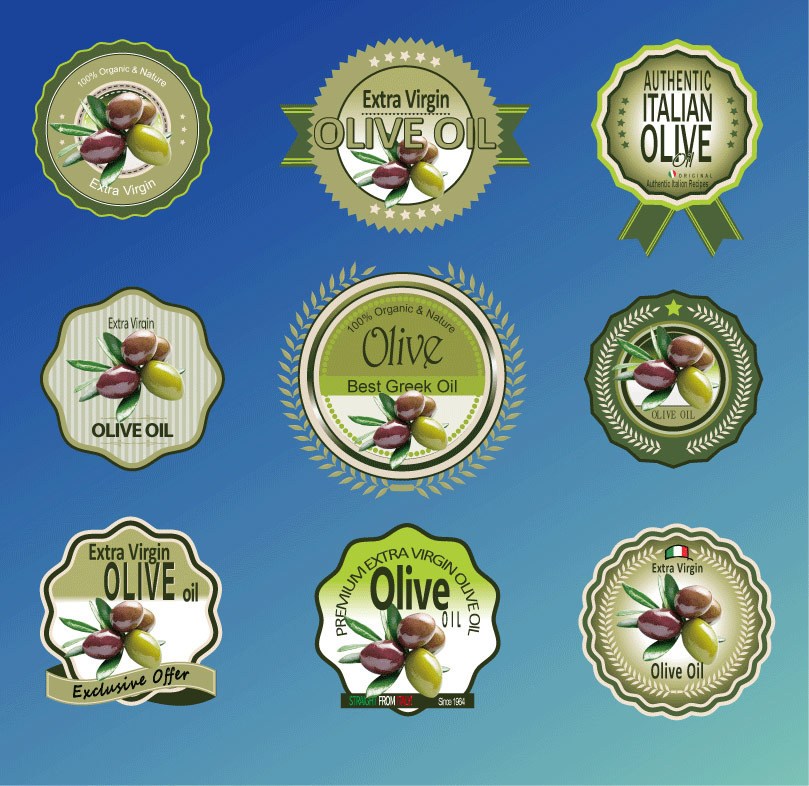 100% Organic & Nature
Extra Virgin
Extra Virgin
OLIVE OIL
AUTHENTIC
ITALIAN
OLIVE
Oil
ORIGINAL
Authentic Italian Recipes
Extra Virgin
OLIVE OIL
100% Organic & Nature
Olive
Best Greek Oil
OLIVE OIL
Extra Virgin
OLIVE oil
Exclusive Offer
PREMIUM EXTRA VIRGIN OLIVE OIL
Olive
OIL
STRAIGHT FROM ITALY Since 1964
Extra Virgin
Olive Oil